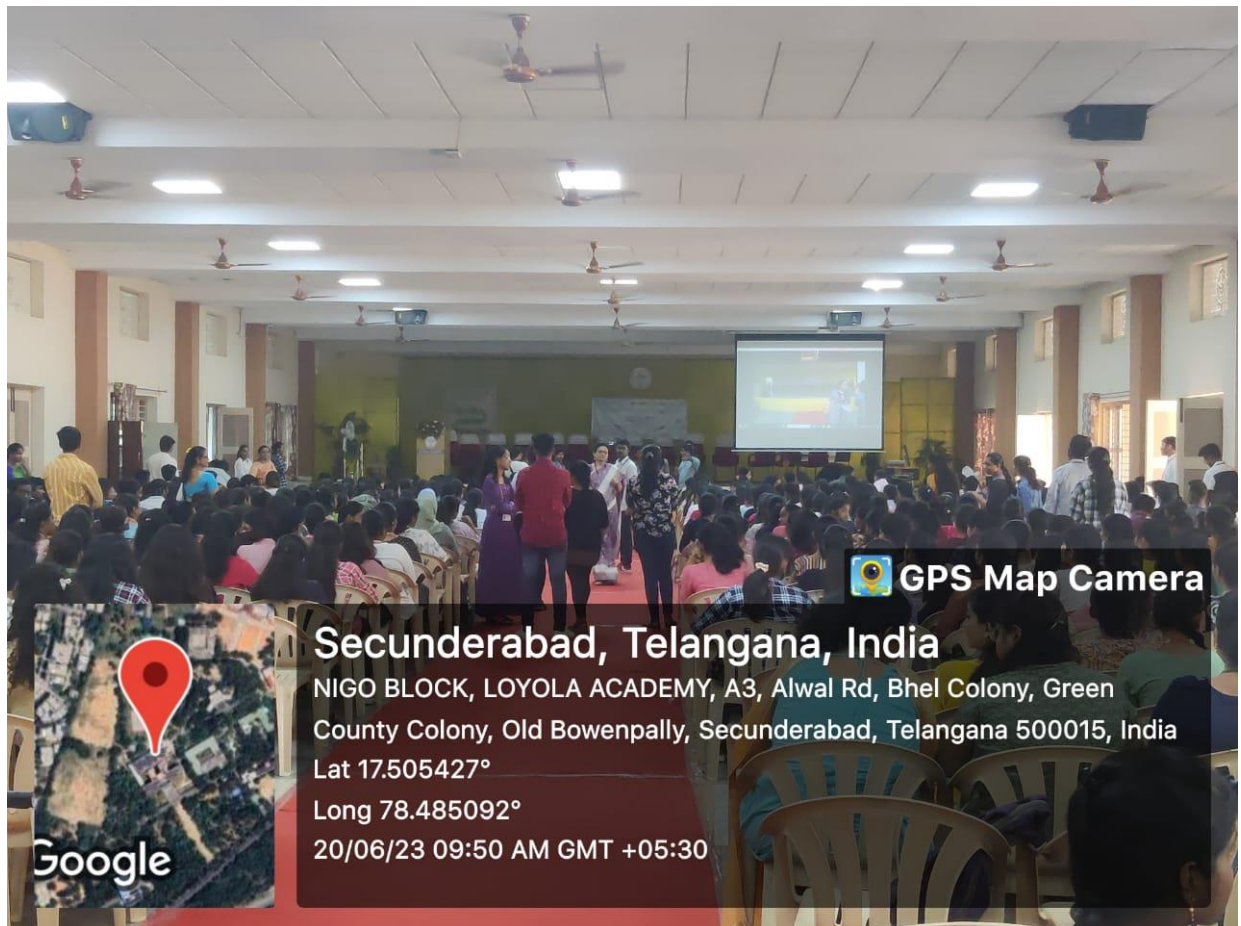 GPS Map Camera
Secunderabad, Telangana, India
NIGO BLOCK, LOYOLA ACADEMY, A3, Alwal Rd, Bhel Colony, Green
County Colony, Old Bowenpally, Secunderabad, Telangana 500015, India
Lat 17.505427°
Long 78.485092°
20/06/23 09:50 AM GMT +05:30
Google